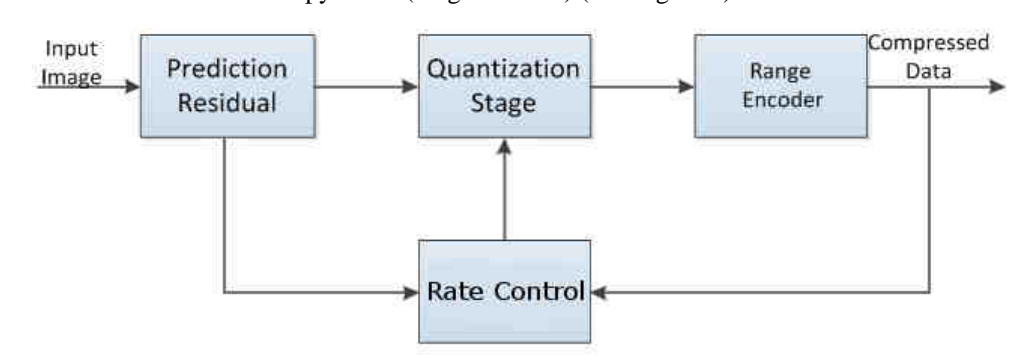 Input
Image
Prediction
Residual
Quantization
Stage
Range
Encoder
Compressed
Data
Rate Control